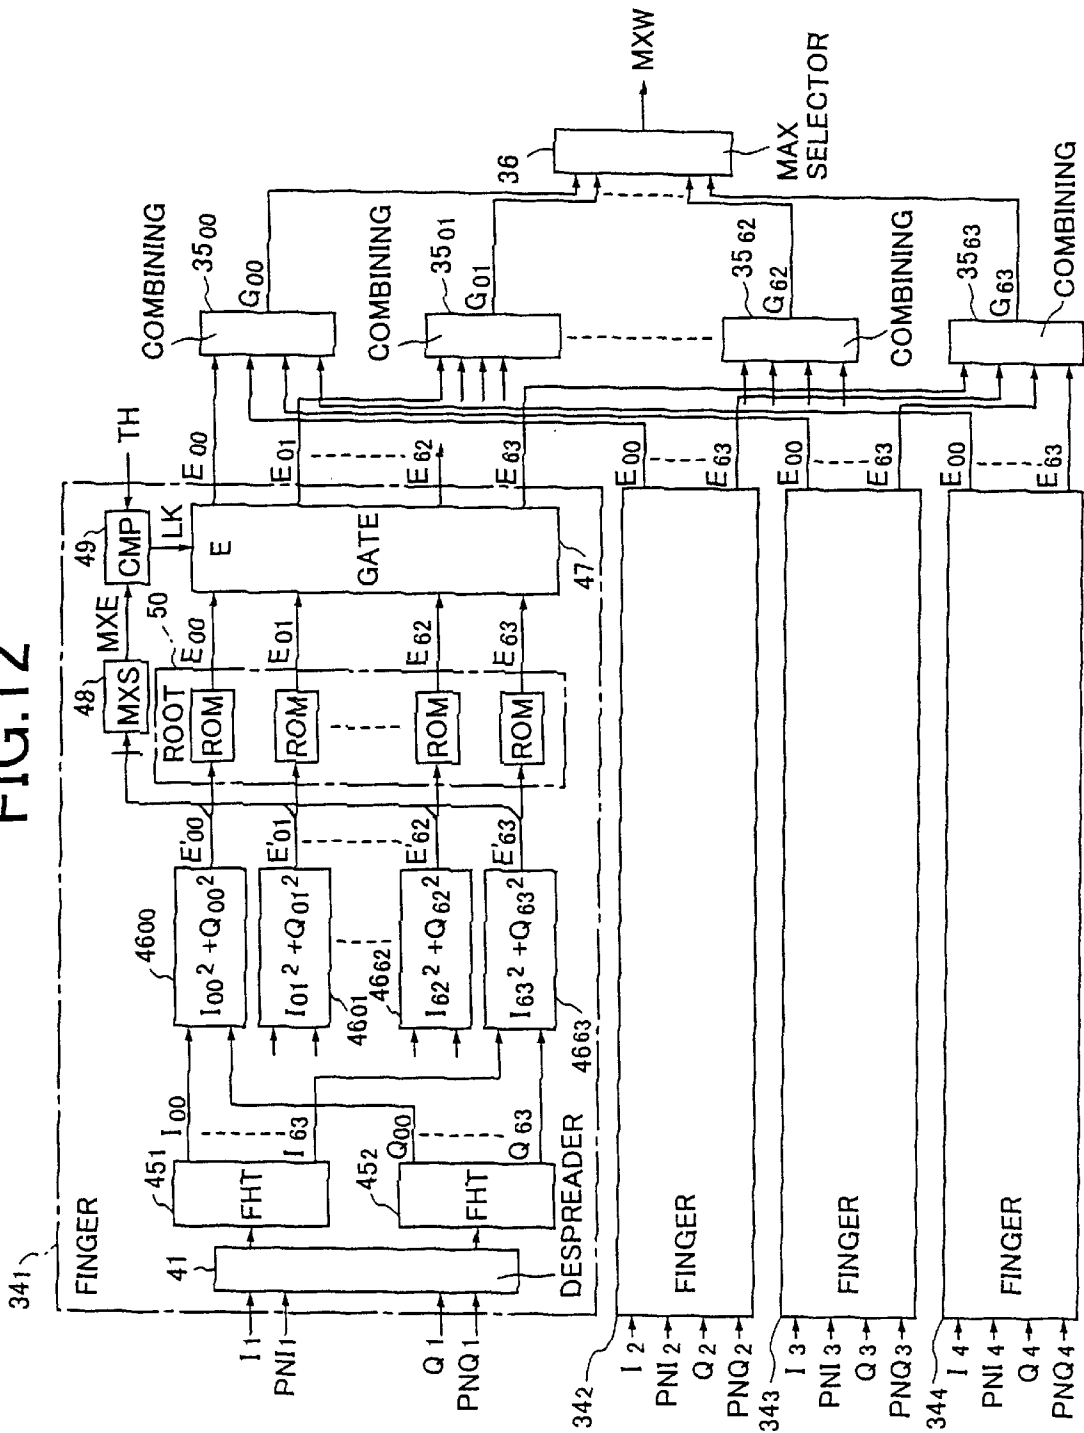 FIG.12
34₁
FINGER
I₁
PNI₁
Q₁
PNQ₁
41
DESPREADER
45₁
FHT
45₂
FHT
I₀₀
I₆₃
Q₀₀
Q₆₃
46₀₀
I₀₀² +Q₀₀²
I₀₁² +Q₀₁²
46₀₁
46₆₂
I₆₂² +Q₆₂²
I₆₃² +Q₆₃²
46₆₃
E'₀₀
E'₀₁
E'₆₂
E'₆₃
48
MXS
MXE
49
CMP
TH
LK
50
ROOT
ROM
ROM
ROM
ROM
E₀₀
E₀₁
E₆₂
E₆₃
E
GATE
47
E₀₀
E₀₁
E₆₂
E₆₃
34₂
I₂
PNI₂
Q₂
PNQ₂
FINGER
E₀₀
E₆₃
34₃
I₃
PNI₃
Q₃
PNQ₃
FINGER
E₀₀
E₆₃
34₄
I₄
PNI₄
Q₄
PNQ₄
FINGER
E₀₀
E₆₃
COMBINING
35₀₀
G₀₀
COMBINING
35₀₁
G₀₁
35₆₂
G₆₂
COMBINING
35₆₃
G₆₃
COMBINING
36
MAX
SELECTOR
MXW